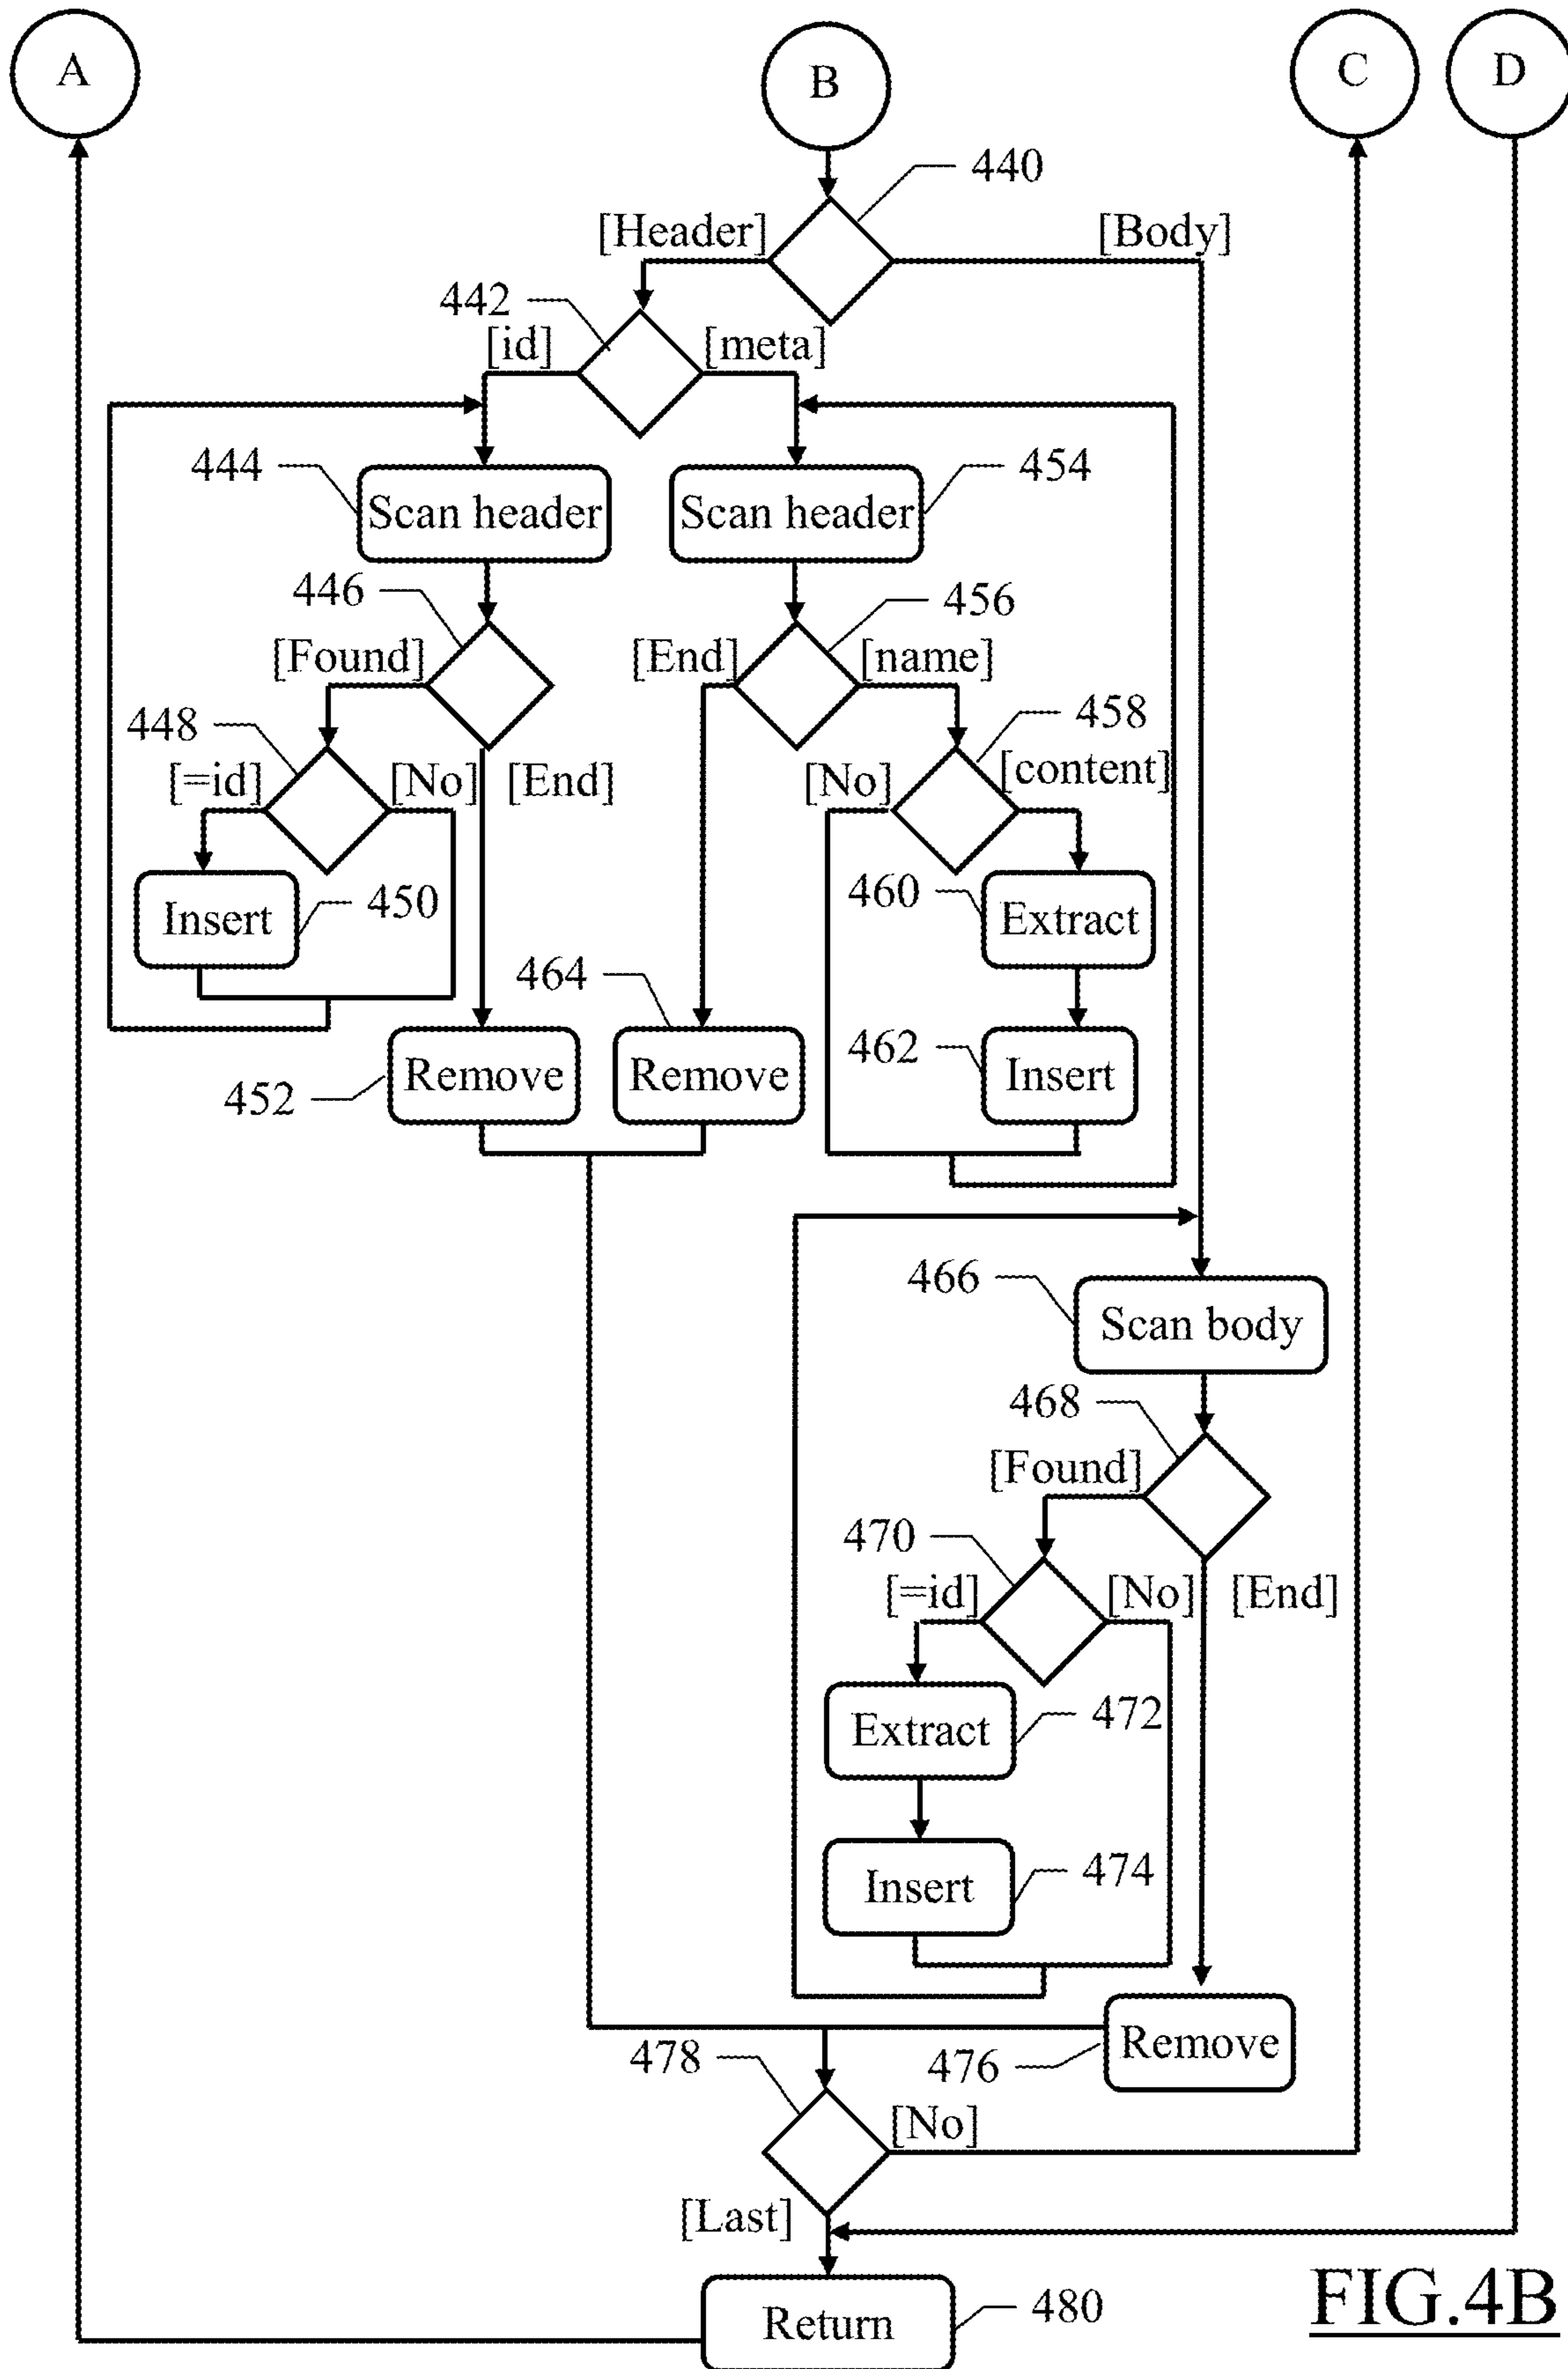 A
B
C
D
440
[Header]
[Body]
442
[id]
[meta]
444
Scan header
Scan header
454
446
456
[Found]
[End]
[name]
448
458
[=id]
[No]
[End]
[No]
[content]
Insert
450
460
Extract
464
452
Remove
Remove
462
Insert
466
Scan body
468
[Found]
470
[=id]
[No]
[End]
Extract
472
Insert
474
478
476
Remove
[No]
[Last]
Return
480
FIG.4B